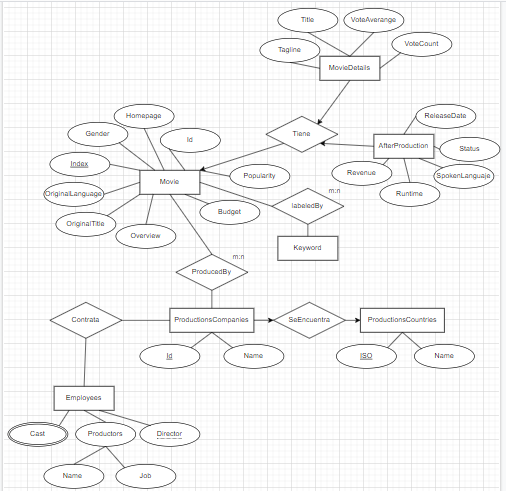 Title
VoteAverange
Tagline
VoteCount
MovieDetails
Homepage
ReleaseDate
Gender
Id
Tiene
AfterProduction
Status
Index
Revenue
SpokenLanguaje
Movie
Popularity
OriginalLanguage
Runtime
m:n
labeledBy
OriginalTitle
Budget
Overview
Keyword
m:n
ProducedBy
Contrata
ProductionsCompanies
SeEncuentra
ProductionsCountries
Id
Name
ISO
Name
Employees
Cast
Productors
Director
Name
Job